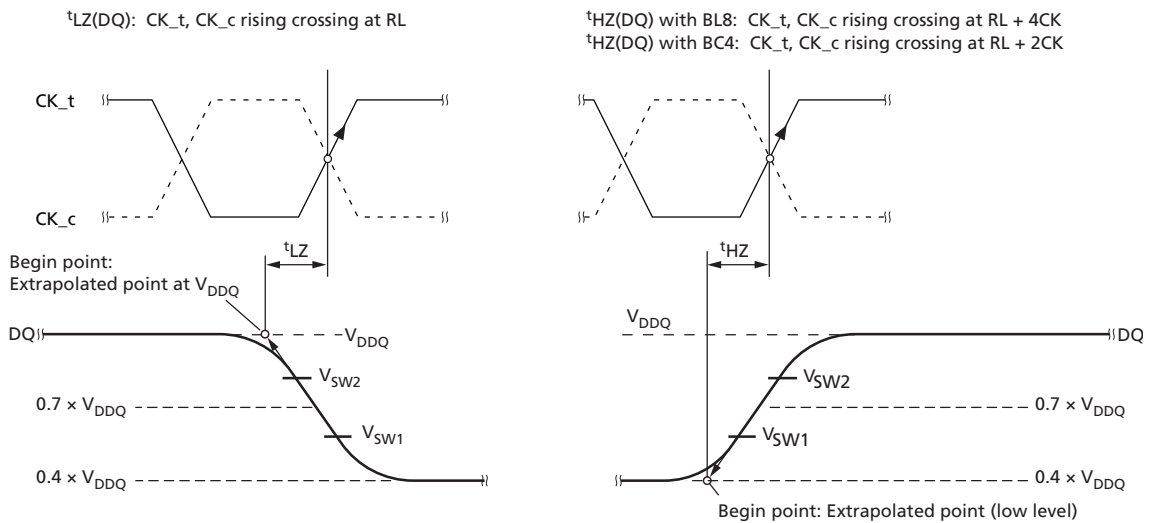 tLZ(DQ): CK_t, CK_c rising crossing at RL
tHZ(DQ) with BL8: CK_t, CK_c rising crossing at RL + 4CK
tHZ(DQ) with BC4: CK_t, CK_c rising crossing at RL + 2CK
CK_t
CK_c
tLZ
Begin point:
Extrapolated point at VDDQ
DQ
VDDQ
VSW2
0.7 × VDDQ
VSW1
0.4 × VDDQ
tHZ
VDDQ
DQ
VSW2
0.7 × VDDQ
VSW1
0.4 × VDDQ
Begin point: Extrapolated point (low level)